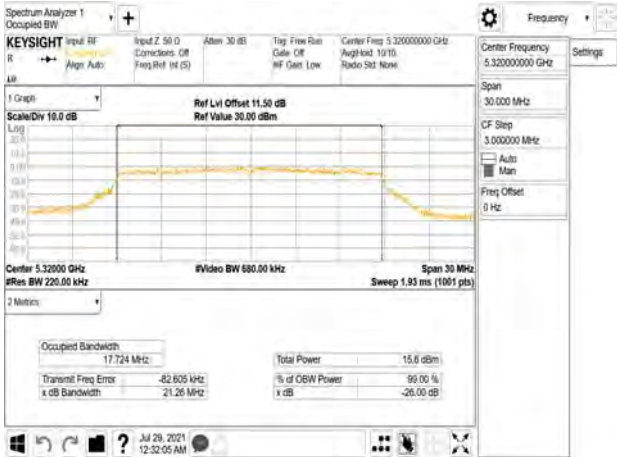 Spectrum Analyzer 1
Occupied BW
+
Frequency
KEYSIGHT
Input: RF
Input Z: 50 Ω
Atten: 30 dB
Trig: Free Run
Center Freq: 5.320000000 GHz
R
Corrections: Off
Gate: Off
Avg|Hold: 10/10
Align: Auto
Freq Ref: Int (S)
#IF Gain: Low
Radio Std: None
Center Frequency
5.320000000 GHz
Settings
Span
30.000 MHz
CF Step
3.000000 MHz
Auto
Man
Freq Offset
0 Hz
1 Graph
Ref Lvl Offset 11.50 dB
Scale/Div 10.0 dB
Ref Value 30.00 dBm
Log
Center 5.32000 GHz
#Video BW 680.00 kHz
Span 30 MHz
#Res BW 220.00 kHz
Sweep 1.93 ms (1001 pts)
2 Metrics
Occupied Bandwidth
17.724 MHz
Total Power
15.6 dBm
Transmit Freq Error
-82.605 kHz
% of OBW Power
99.00 %
x dB Bandwidth
21.26 MHz
x dB
-26.00 dB
?
Jul 29, 2021
12:32:05 AM